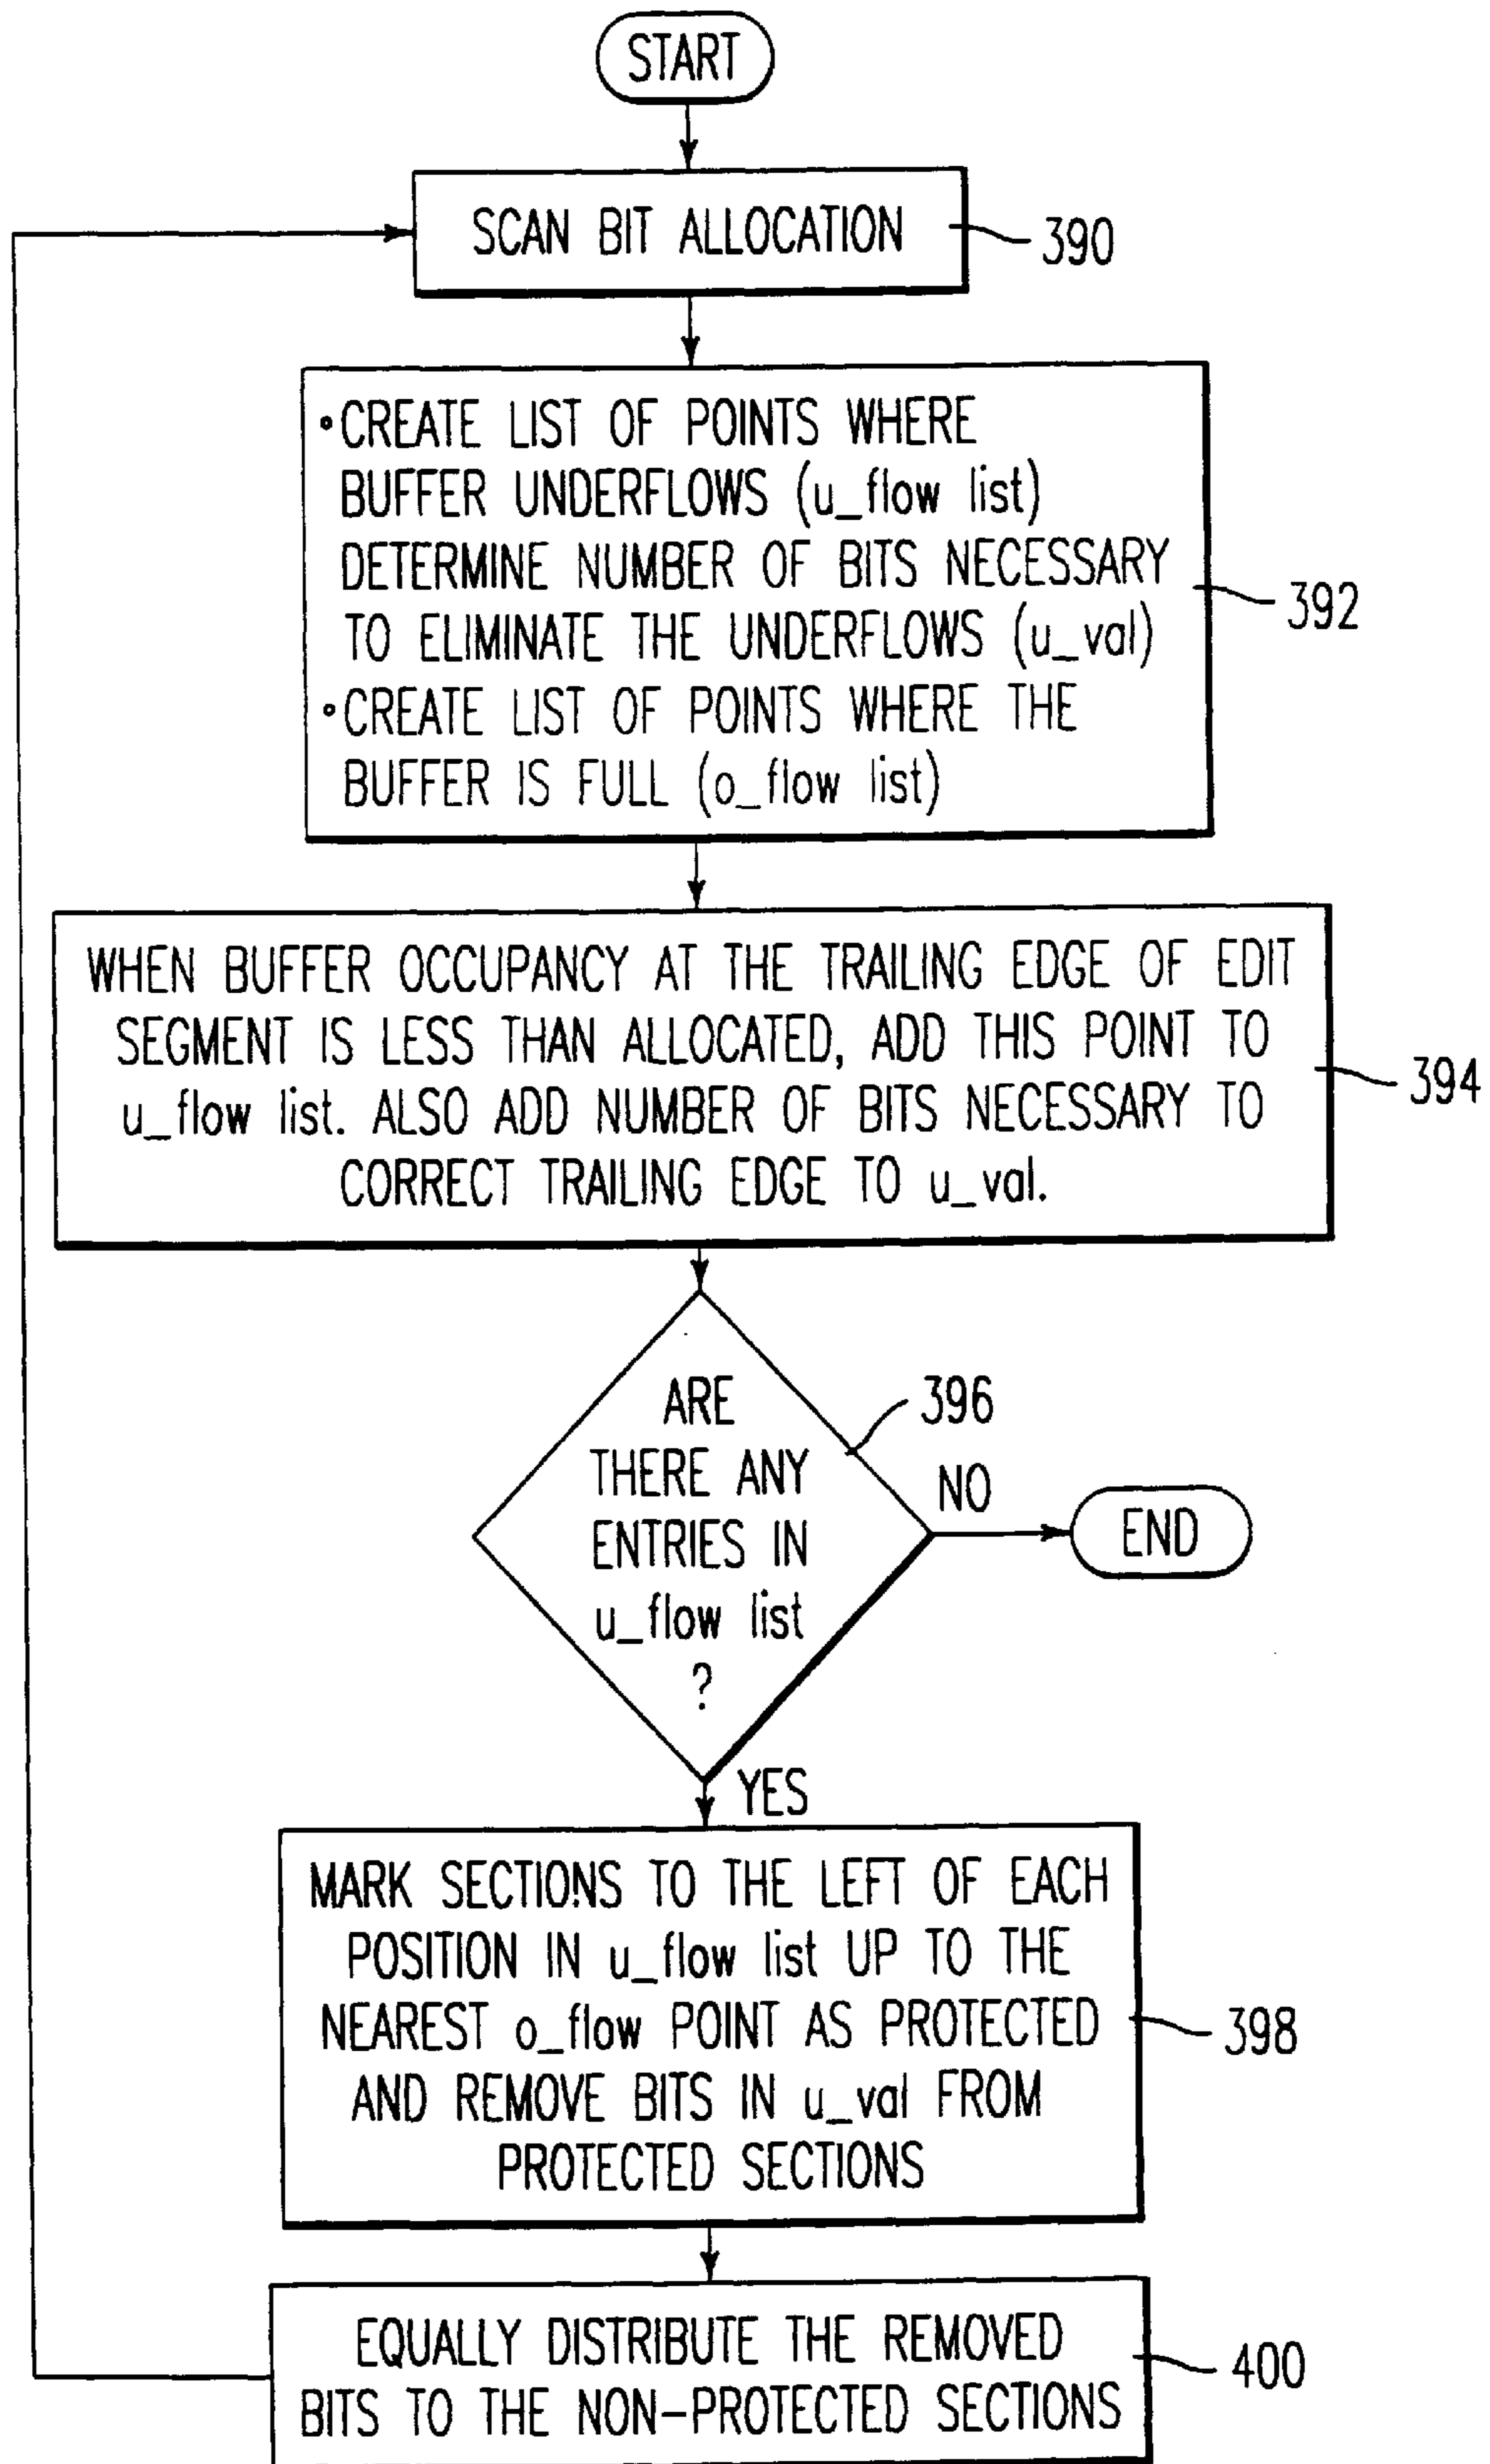 START
SCAN BIT ALLOCATION
390
•CREATE LIST OF POINTS WHERE
BUFFER UNDERFLOWS (u_flow list)
DETERMINE NUMBER OF BITS NECESSARY
TO ELIMINATE THE UNDERFLOWS (u_val)
•CREATE LIST OF POINTS WHERE THE
BUFFER IS FULL (o_flow list)
392
WHEN BUFFER OCCUPANCY AT THE TRAILING EDGE OF EDIT
SEGMENT IS LESS THAN ALLOCATED, ADD THIS POINT TO
u_flow list. ALSO ADD NUMBER OF BITS NECESSARY TO
CORRECT TRAILING EDGE TO u_val.
394
ARE
THERE ANY
ENTRIES IN
u_flow list
?
396
NO
END
YES
MARK SECTIONS TO THE LEFT OF EACH
POSITION IN u_flow list UP TO THE
NEAREST o_flow POINT AS PROTECTED
AND REMOVE BITS IN u_val FROM
PROTECTED SECTIONS
398
EQUALLY DISTRIBUTE THE REMOVED
BITS TO THE NON-PROTECTED SECTIONS
400